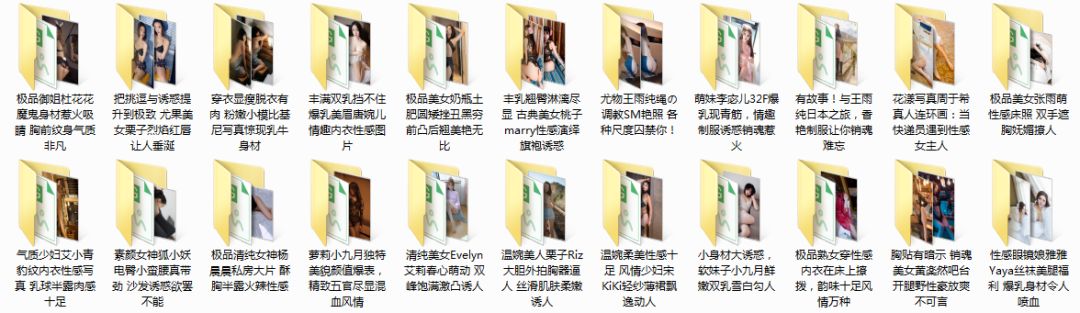 极品御姐杜花花
魔鬼身材惹火吸
睛 胸前纹身气质
非凡
把挑逗与诱惑提
升到极致 尤果美
女栗子烈焰红唇
让人垂涎
穿衣显瘦脱衣有
肉 粉嫩小模比基
尼写真惊现乳牛
身材
丰满双乳挡不住
爆乳美眉唐婉儿
情趣内衣性感图
片
极品美女奶瓶土
肥圆矮挫丑黑穷
前凸后翘美艳无
比
丰乳翘臀淋漓尽
显 古典美女桃子
marry性感演绎
旗袍诱惑
尤物王雨纯绳の
调教SM艳照 各
种尺度囚禁你！
萌妹李宓儿32F爆
乳现青筋，情趣
制服诱惑销魂惹
火
有故事！与王雨
纯日本之旅，香
艳制服让你销魂
难忘
花漾写真周于希
真人连环画：当
快递员遇到性感
女主人
极品美女张雨萌
性感床照 双手遮
胸妩媚撩人
气质少妇艾小青
豹纹内衣性感写
真 乳球半露肉感
十足
素颜女神狐小妖
电臀小蛮腰真带
劲 沙发诱惑欲罢
不能
极品清纯女神杨
晨晨私房大片 酥
胸半露火辣性感
萝莉小九月独特
美貌颜值爆表，
精致五官尽显混
血风情
清纯美女Evelyn
艾莉春心萌动 双
峰饱满激凸诱人
温婉美人栗子Riz
大胆外拍胸器逼
人 丝滑肌肤柔嫩
诱人
温婉柔美性感十
足 风情少妇宋
KiKi轻纱薄裙飘
逸动人
小身材大诱惑，
软妹子小九月鲜
嫩双乳雪白勾人
极品熟女穿性感
内衣在床上撩
拨，韵味十足风
情万种
胸贴有暗示 销魂
美女黄楽然吧台
开腿野性豪放爽
不可言
性感眼镜娘雅雅
Yaya丝袜美腿福
利 爆乳身材令人
喷血